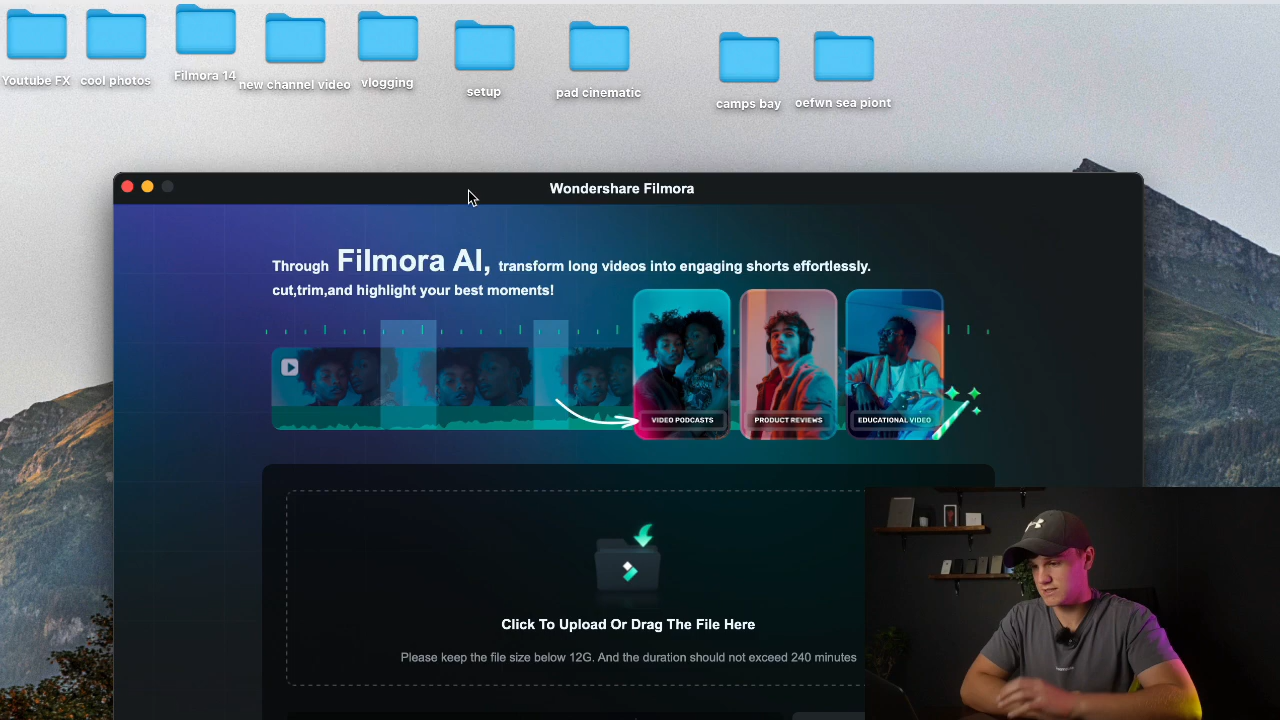 Youtube FX
cool photos
Filmora 14
new channel video
vlogging
setup
pad cinematic
camps bay
oefwn sea piont
Wondershare Filmora
Through Filmora AI, transform long videos into engaging shorts effortlessly.
cut,trim,and highlight your best moments!
VIDEO PODCASTS
PRODUCT REVIEWS
EDUCATIONAL VIDEO
Click To Upload Or Drag The File Here
Please keep the file size below 12G. And the duration should not exceed 240 minutes